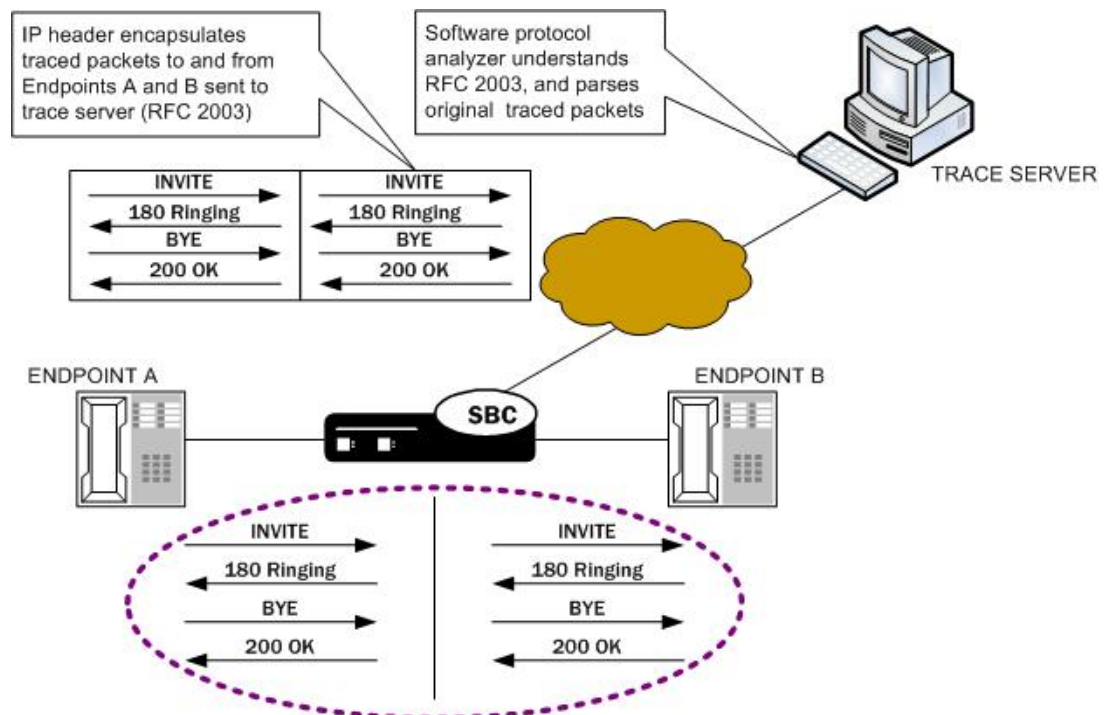 IP header encapsulates
traced packets to and from
Endpoints A and B sent to
trace server (RFC 2003)
Software protocol
analyzer understands
RFC 2003, and parses
original traced packets
TRACE SERVER
INVITE
180 Ringing
BYE
200 OK
INVITE
180 Ringing
BYE
200 OK
ENDPOINT A
SBC
ENDPOINT B
INVITE
180 Ringing
BYE
200 OK
INVITE
180 Ringing
BYE
200 OK